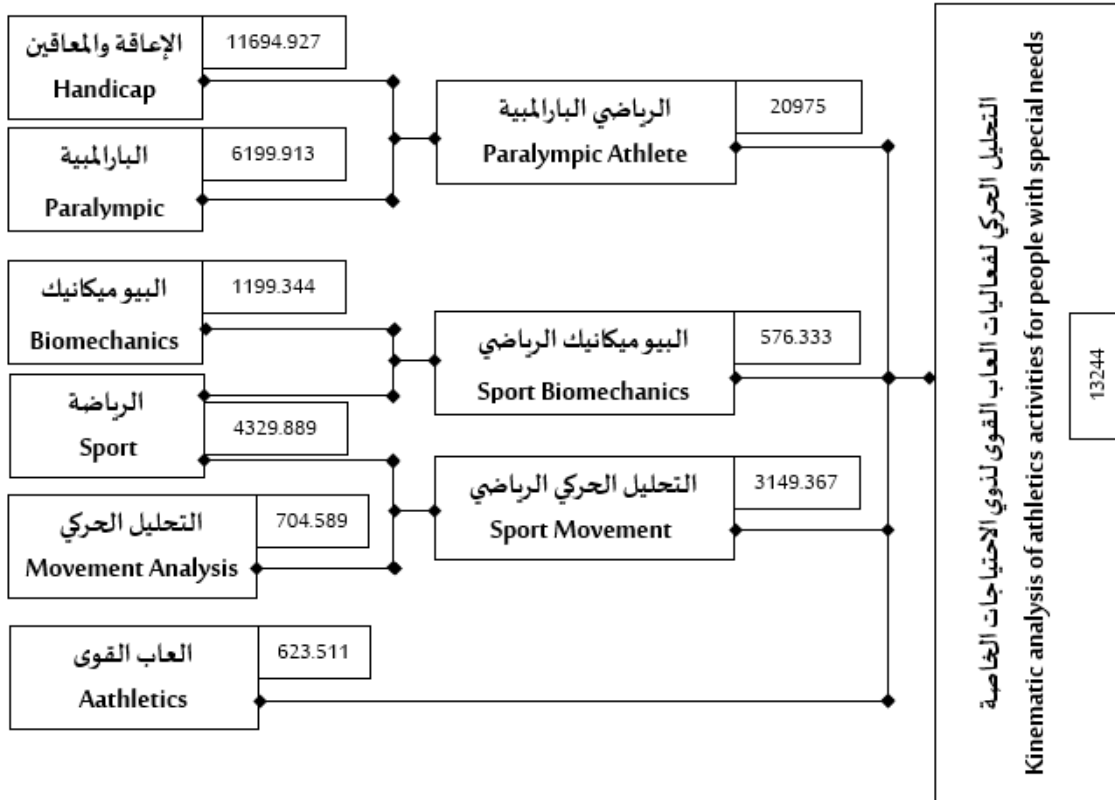 الإعاقة والمعاقين
Handicap
11694.927
البارالمبية
Paralympic
6199.913
الرياضي البارالمبية
Paralympic Athlete
20975
البيو ميكانيك
Biomechanics
1199.344
الرياضة
Sport
4329.889
البيو ميكانيك الرياضي
Sport Biomechanics
576.333
التحليل الحركي
Movement Analysis
704.589
التحليل الحركي الرياضي
Sport Movement
3149.367
العاب القوى
Aathletics
623.511
التحليل الحركي لفعاليات العاب القوى لذوي الاحتياجات الخاصة
Kinematic analysis of athletics activities for people with special needs
13244